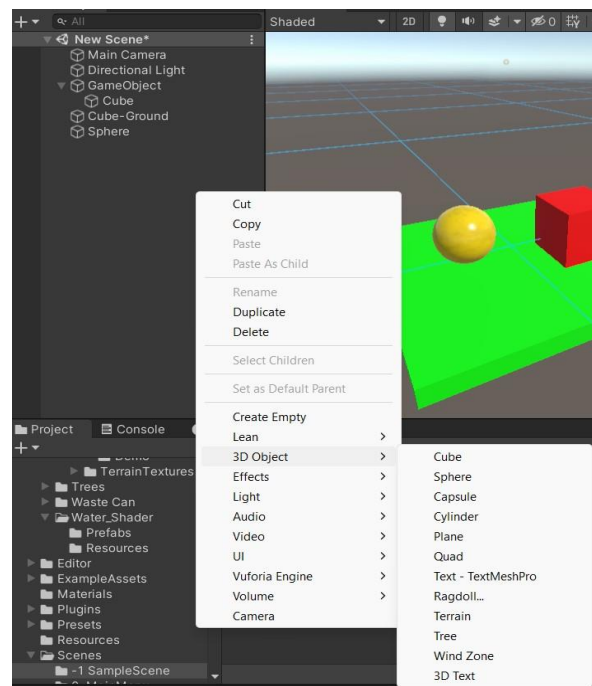 All
Shaded
2D
0
New Scene*
Main Camera
Directional Light
GameObject
Cube
Cube-Ground
Sphere
Cut
Copy
Paste
Paste As Child
Rename
Duplicate
Delete
Select Children
Set as Default Parent
Create Empty
Lean
3D Object
Effects
Light
Audio
Video
UI
Vuforia Engine
Volume
Camera
Cube
Sphere
Capsule
Cylinder
Plane
Quad
Text - TextMeshPro
Ragdoll...
Terrain
Tree
Wind Zone
3D Text
Project
Console
TerrainTextures
Trees
Waste Can
Water_Shader
Prefabs
Resources
Editor
ExampleAssets
Materials
Plugins
Presets
Resources
Scenes
-1 SampleScene